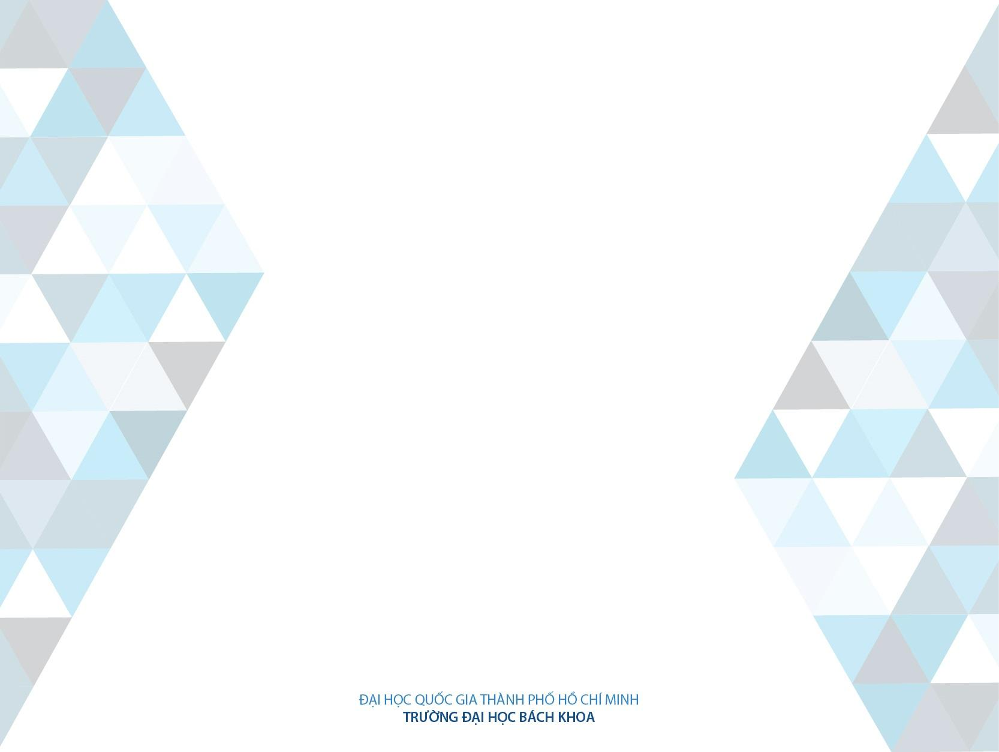 ĐẠI HỌC QUỐC GIA THÀNH PHỐ HỒ CHÍ MINH
TRƯỜNG ĐẠI HỌC BÁCH KHOA